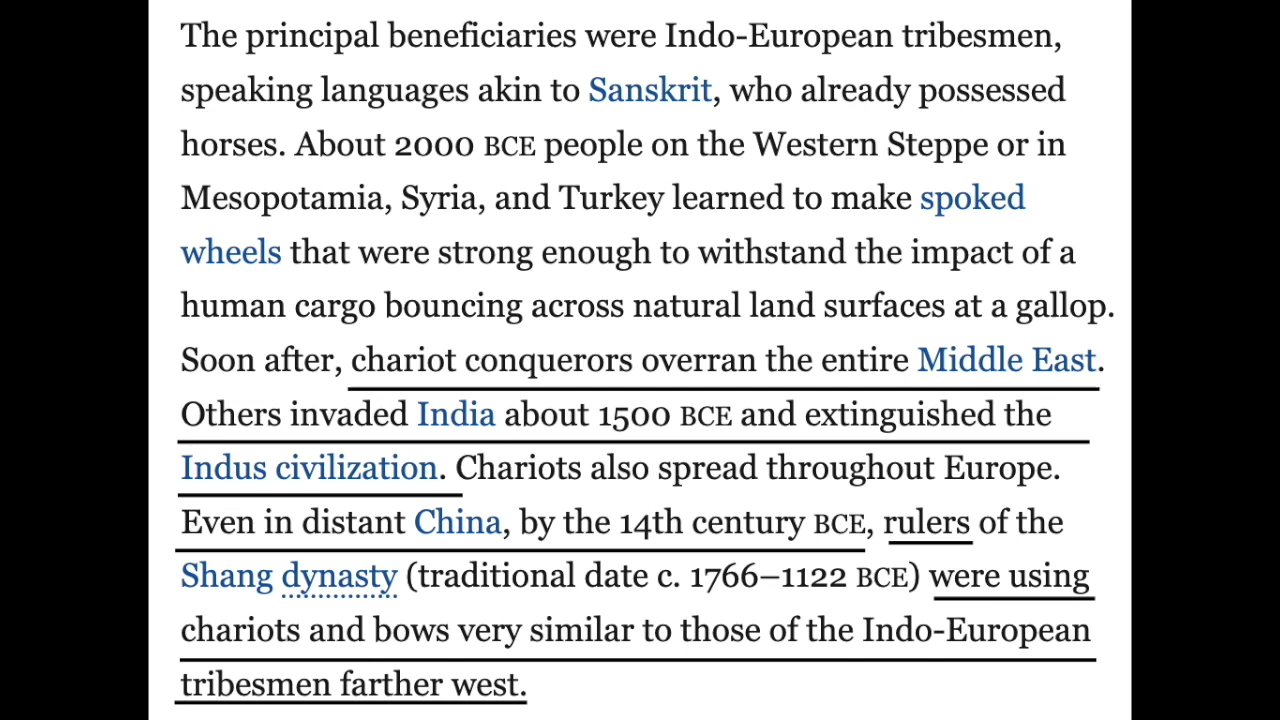 The principal beneficiaries were Indo-European tribesmen,
speaking languages akin to Sanskrit, who already possessed
horses. About 2000 BCE people on the Western Steppe or in
Mesopotamia, Syria, and Turkey learned to make spoked
wheels that were strong enough to withstand the impact of a
human cargo bouncing across natural land surfaces at a gallop.
Soon after, chariot conquerors overran the entire Middle East.
Others invaded India about 1500 BCE and extinguished the
Indus civilization. Chariots also spread throughout Europe.
Even in distant China, by the 14th century BCE, rulers of the
Shang dynasty (traditional date c. 1766–1122 BCE) were using
chariots and bows very similar to those of the Indo-European
tribesmen farther west.